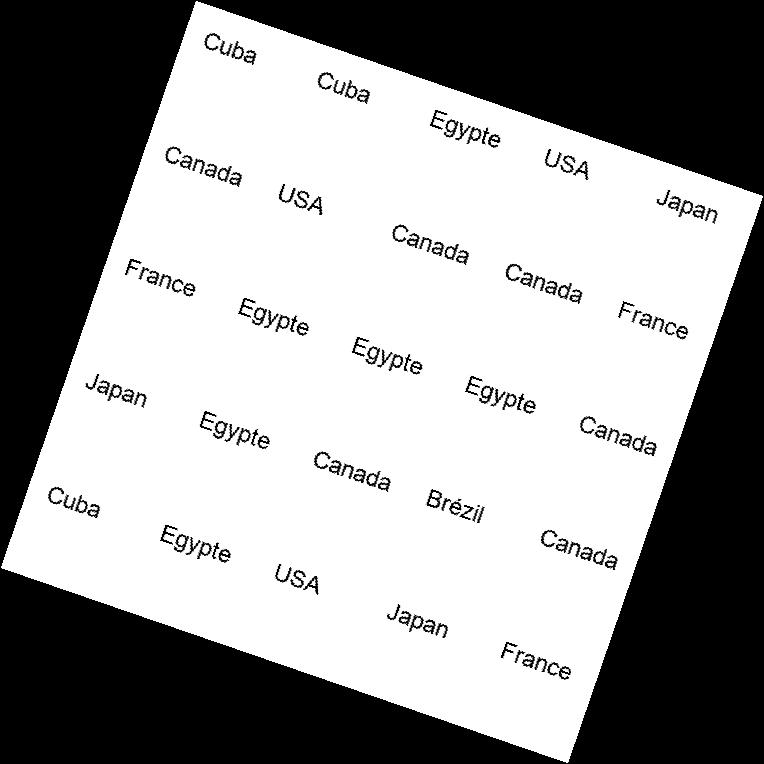 Cuba Cuba Egypte USA Japan
Canada USA Canada Canada France
France Egypte Egypte Egypte Canada
Japan Egypte Canada Brézil Canada
Cuba Egypte USA Japan France